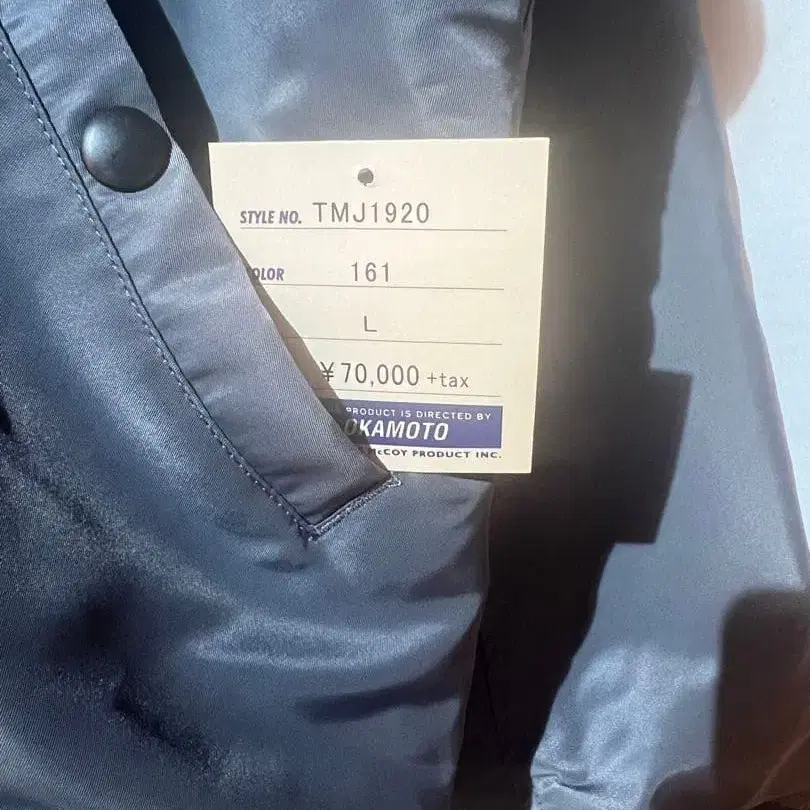 STYLE NO. TMJ1920
OLOR 161
L
¥70,000 +tax
PRODUCT IS DIRECTED BY
OKAMOTO
McCOY PRODUCT INC.